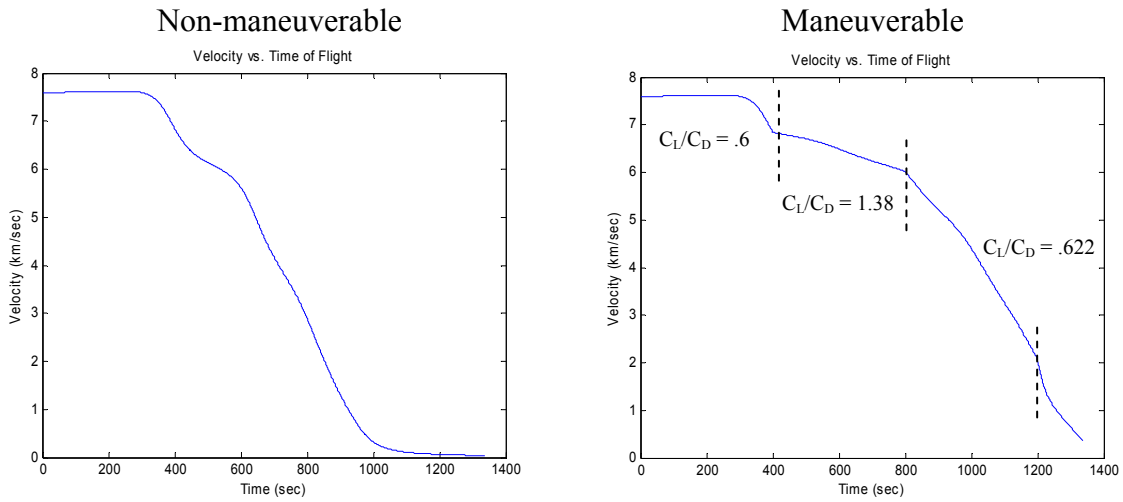 Non-maneuverable
Velocity vs. Time of Flight
8
7
6
5
4
3
2
1
0
Velocity (km/sec)
0 200 400 600 800 1000 1200 1400
Time (sec)
Maneuverable
Velocity vs. Time of Flight
8
7
6
5
4
3
2
1
0
Velocity (km/sec)
C_L/C_D = .6
C_L/C_D = 1.38
C_L/C_D = .622
0 200 400 600 800 1000 1200 1400
Time (sec)